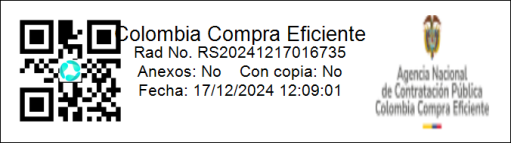 Colombia Compra Eficiente
Rad No. RS20241217016735
Anexos: No Con copia: No
Fecha: 17/12/2024 12:09:01
Agencia Nacional
de Contratación Pública
Colombia Compra Eficiente